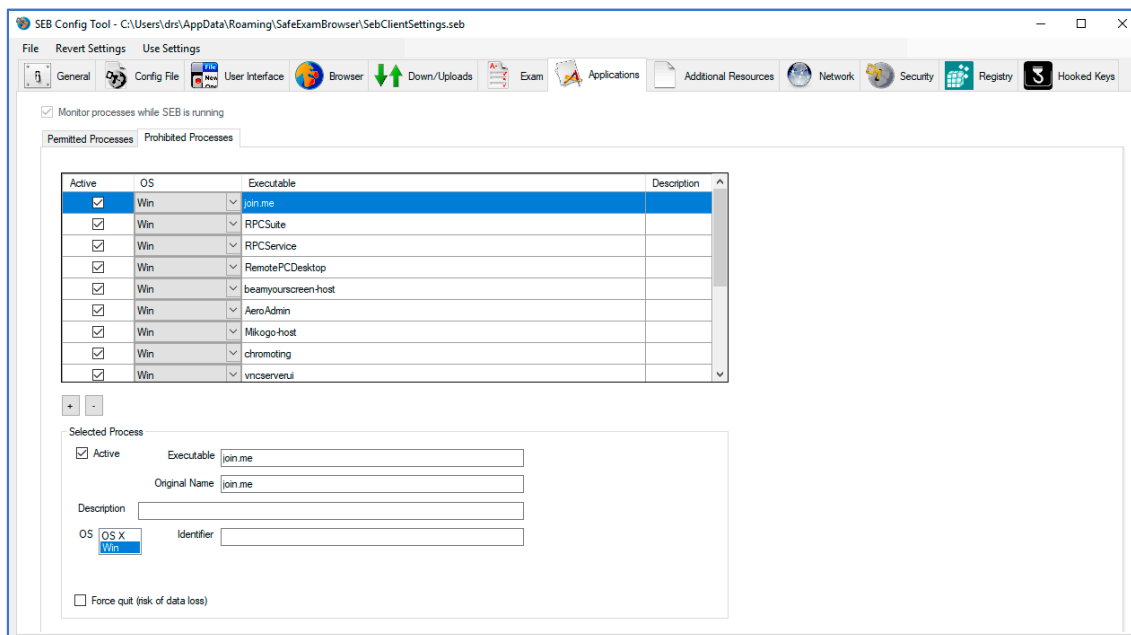 SEB Config Tool - C:\Users\drs\AppData\Roaming\SafeExamBrowser\SebClientSettings.seb
File Revert Settings Use Settings
General Config File User Interface Browser Down/Uploads Exam Applications Additional Resources Network Security Registry Hooked Keys
Monitor processes while SEB is running
Permitted Processes Prohibited Processes
Active OS Executable Description
Win join.me
Win RPCSuite
Win RPCService
Win RemotePCDesktop
Win beamyourscreen-host
Win AeroAdmin
Win Mikogo-host
Win chromoting
Win vncserverui
+ -
Selected Process
Active Executable join.me
Original Name join.me
Description
OS OS X Identifier
Win
Force quit (risk of data loss)